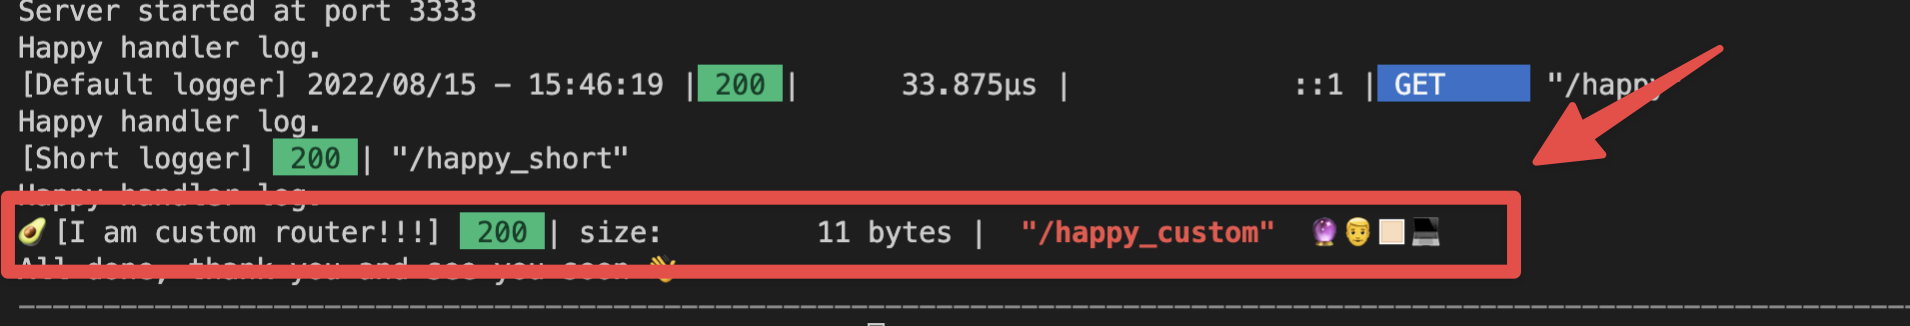 Server started at port 3333
Happy handler log.
[Default logger] 2022/08/15 – 15:46:19 | 200 | 33.875µs | ::1 | GET "/happy
Happy handler log.
[Short logger] 200 | "/happy_short"
Happy handler log.
🥑[I am custom router!!!] 200 | size: 11 bytes | "/happy_custom" 🔮👨🏼💻
All done, thank you and see you soon 👋